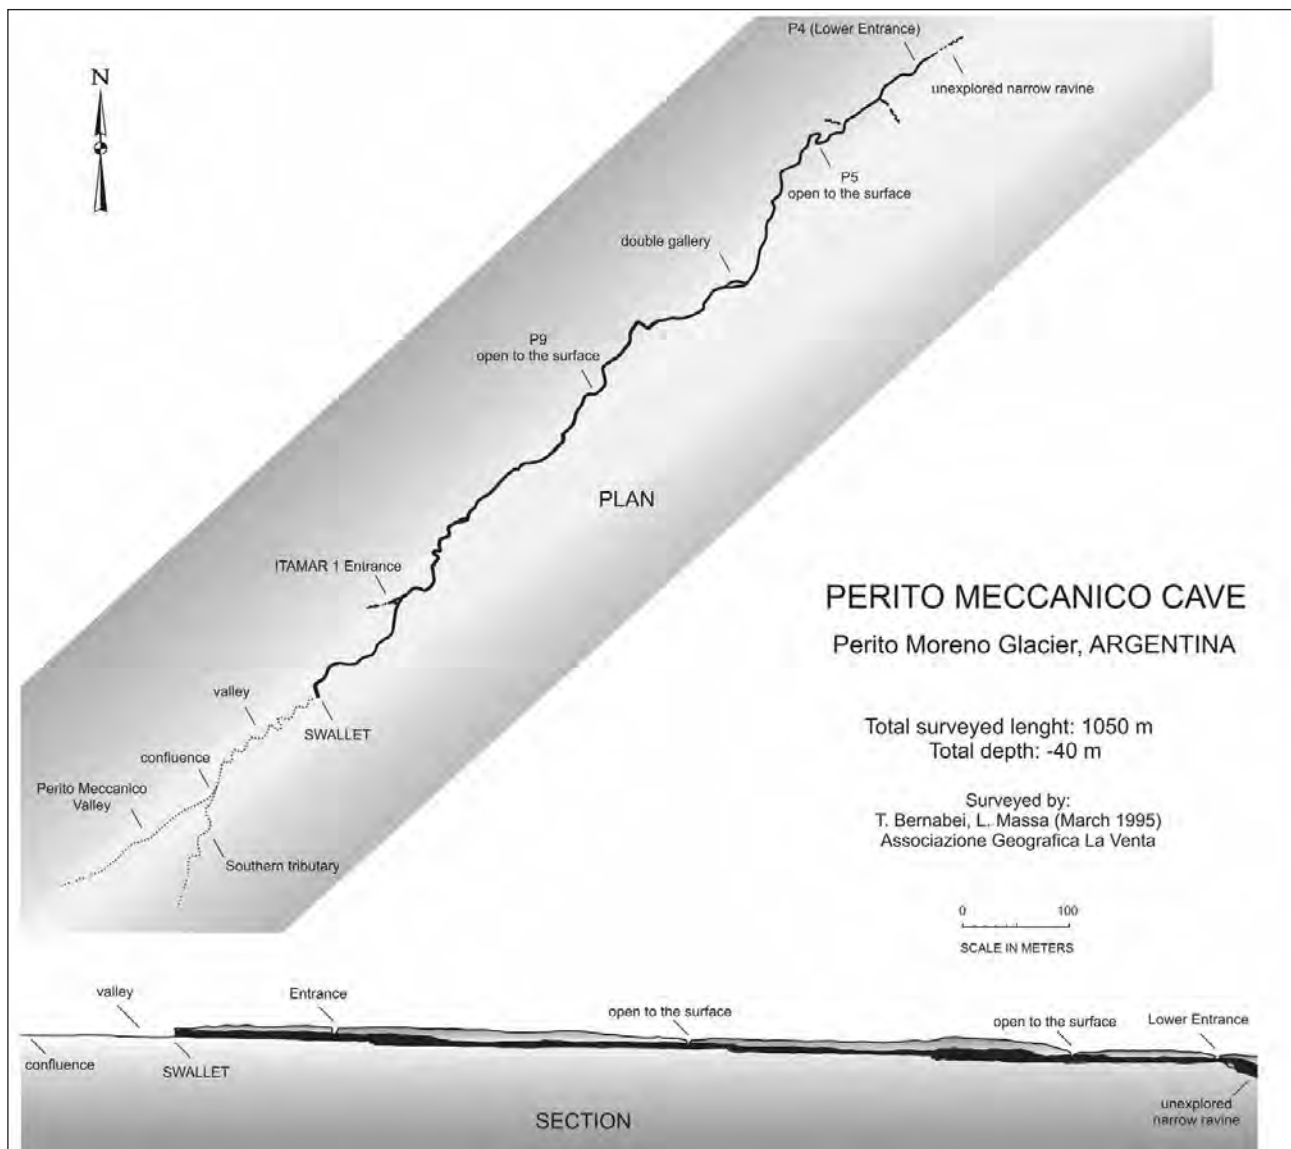 N
P4 (Lower Entrance)
unexplored narrow ravine
P5
open to the surface
double gallery
P9
open to the surface
PLAN
ITAMAR 1 Entrance
valley
SWALLET
confluence
Perito Meccanico
Valley
Southern tributary
PERITO MECCANICO CAVE
Perito Moreno Glacier, ARGENTINA
Total surveyed lenght: 1050 m
Total depth: -40 m
Surveyed by:
T. Bernabei, L. Massa (March 1995)
Associazione Geografica La Venta
0 100
SCALE IN METERS
valley
Entrance
open to the surface
open to the surface
Lower Entrance
confluence
SWALLET
unexplored
narrow ravine
SECTION